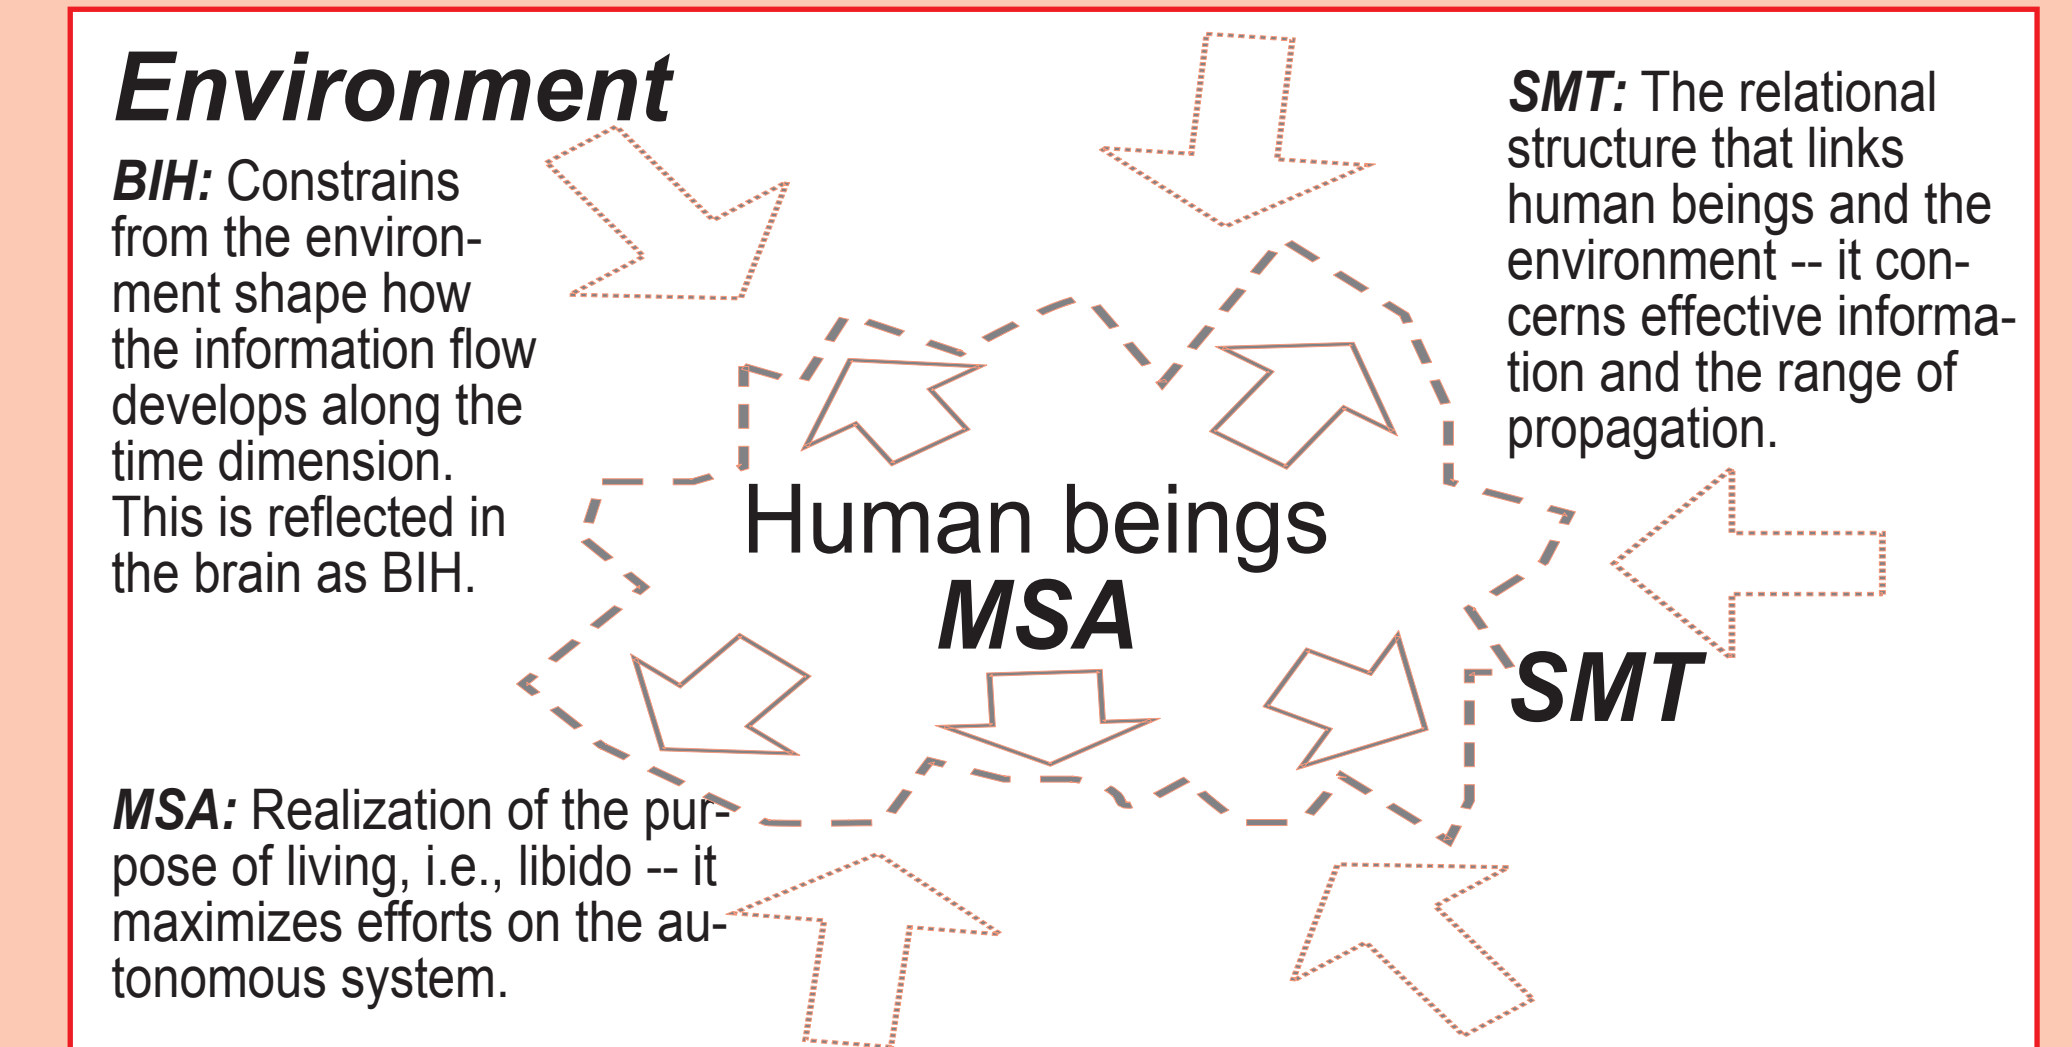 Environment
BIH: Constrains
from the environ-
ment shape how
the information flow
develops along the
time dimension.
This is reflected in
the brain as BIH.
SMT: The relational
structure that links
human beings and the
environment -- it con-
cerns effective informa-
tion and the range of
propagation.
Human beings
MSA
SMT
MSA: Realization of the pur-
pose of living, i.e., libido -- it
maximizes efforts on the au-
tonomous system.